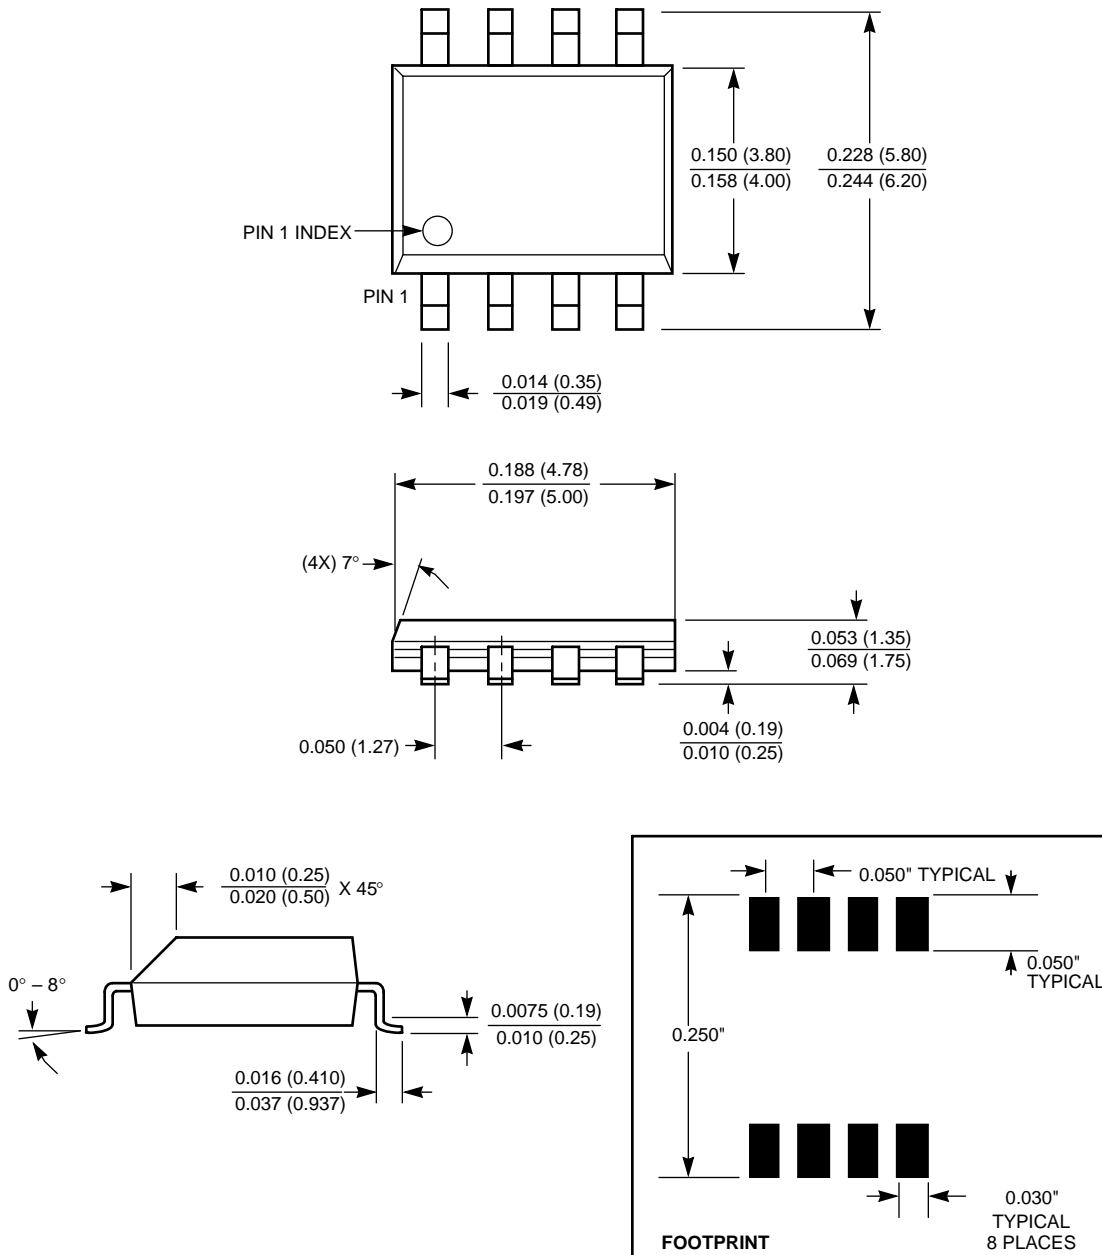 0.150 (3.80)
0.158 (4.00)
0.228 (5.80)
0.244 (6.20)
PIN 1 INDEX
PIN 1
0.014 (0.35)
0.019 (0.49)
0.188 (4.78)
0.197 (5.00)
(4X) 7°
0.053 (1.35)
0.069 (1.75)
0.004 (0.19)
0.010 (0.25)
0.050 (1.27)
0.010 (0.25)
0.020 (0.50)
X 45°
0° – 8°
0.0075 (0.19)
0.010 (0.25)
0.016 (0.410)
0.037 (0.937)
0.050" TYPICAL
0.050"
TYPICAL
0.250"
0.030"
TYPICAL
8 PLACES
FOOTPRINT